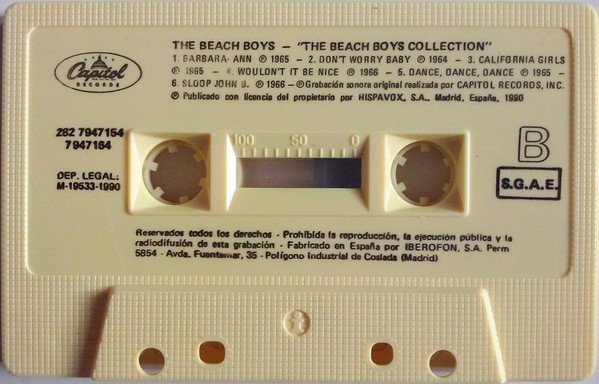 Capitol
RECORDS
THE BEACH BOYS – "THE BEACH BOYS COLLECTION"
1. BARBARA-ANN ℗ 1965 – 2. DON'T WORRY BABY ℗ 1964 – 3. CALIFORNIA GIRLS
℗ 1965 – 4. WOULDN'T IT BE NICE ℗ 1966 – 5. DANCE, DANCE, DANCE ℗ 1965 –
6. SLOOP JOHN B. ℗ 1966 – ℗ Grabación sonora original realizada por CAPITOL RECORDS, INC.
℗ Publicado con licencia del propietario por HISPAVOX, S.A., Madrid, España, 1990
282 7947154
7947164
DEP. LEGAL:
M-19533-1990
100 50 0
B
S.G.A.E.
Reservados todos los derechos - Prohibida la reproducción, la ejecución pública y la
radiodifusión de esta grabación - Fabricado en España por IBEROFON, S.A. Perm
5854 - Avda. Fuentemar, 35 - Polígono Industrial de Coslada (Madrid)